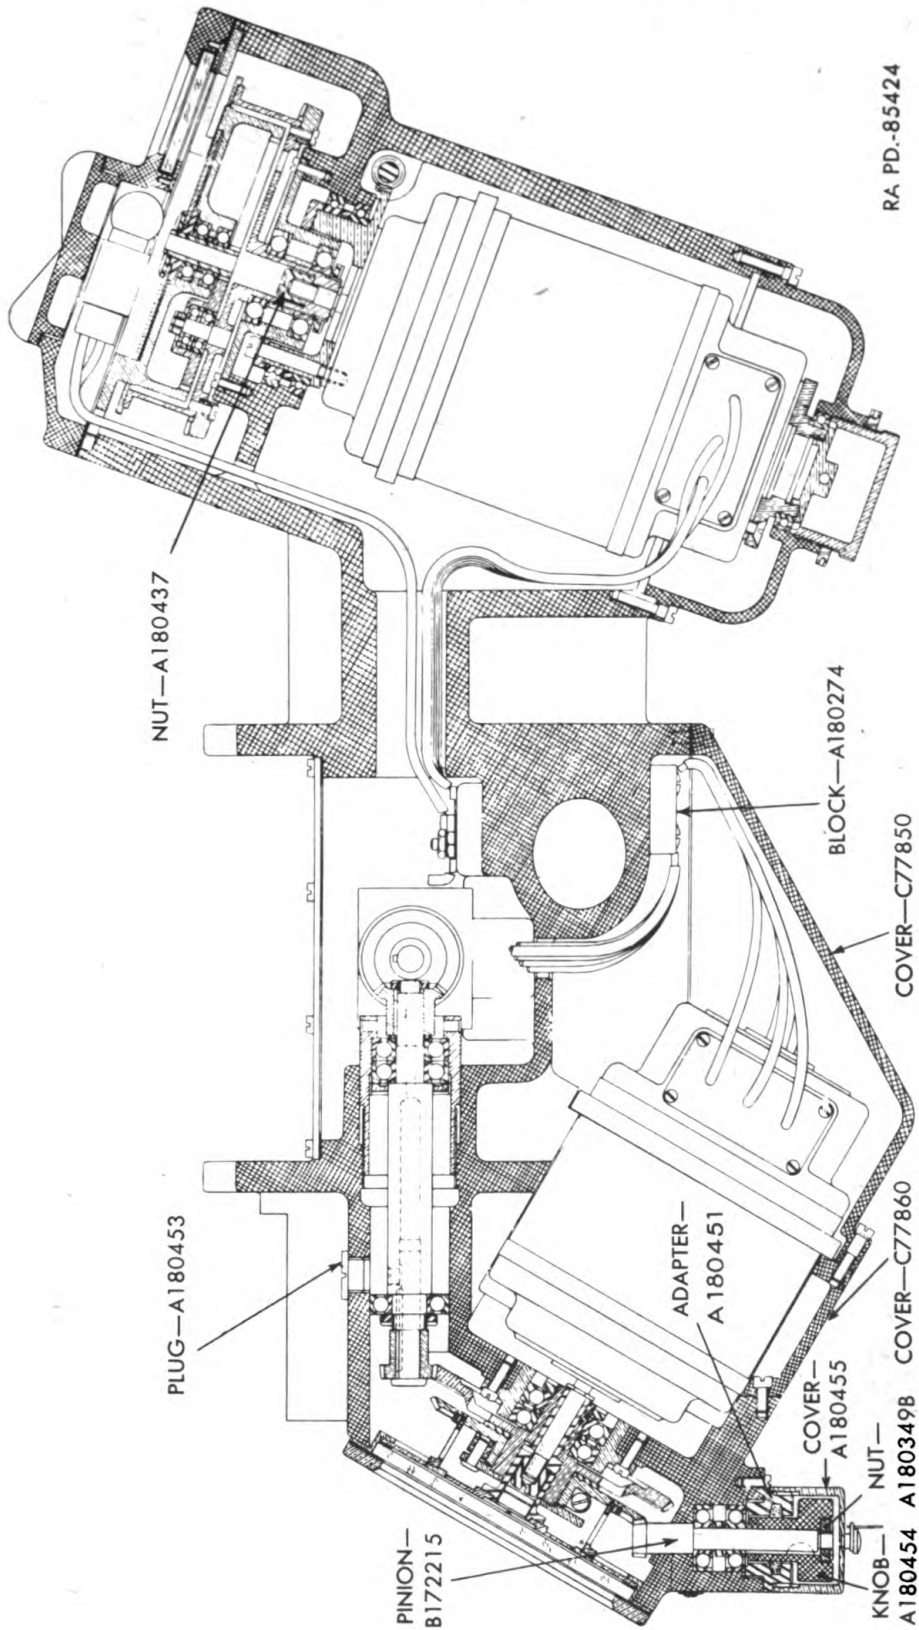 RA PD.-85424
NUT—A180437
BLOCK—A180274
COVER—C77850
PLUG—A180453
ADAPTER—
A180451
COVER—C77860
COVER—
A180455
PINION—
B172215
NUT—
A180349B
KNOB—
A180454